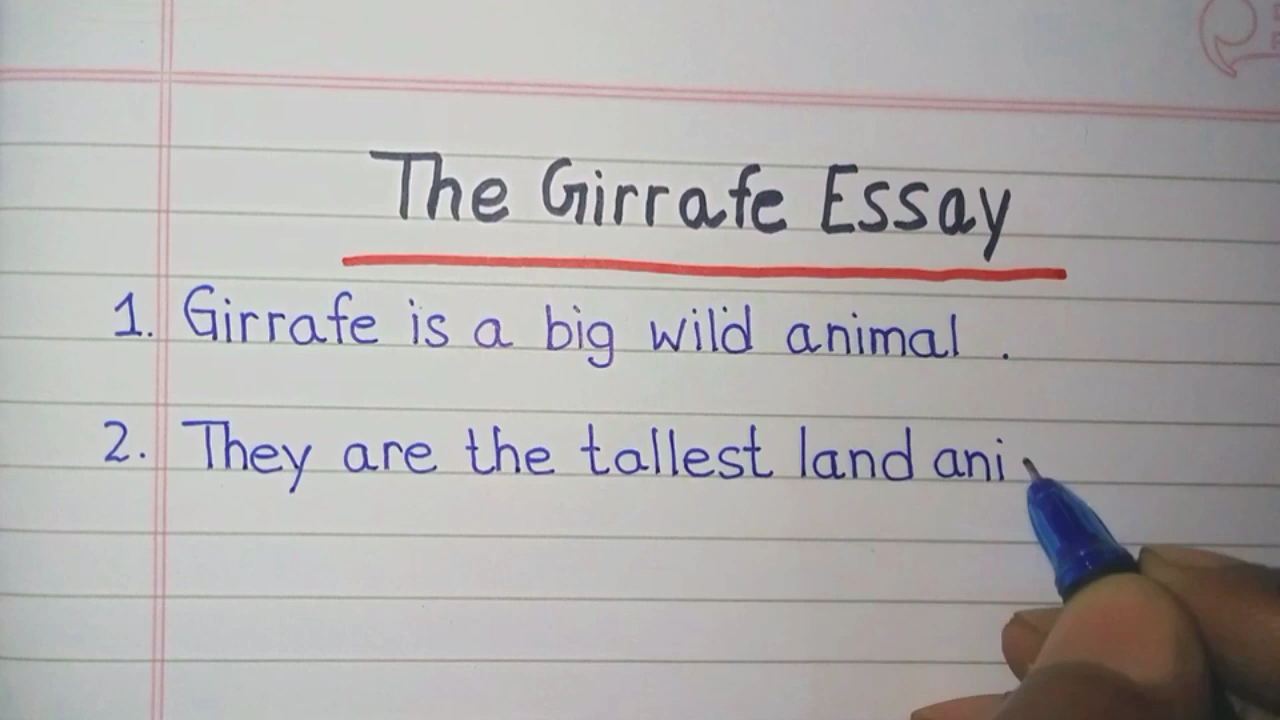 The Girrafe Essay
1. Girrafe is a big wild animal .
2. They are the tallest land ani